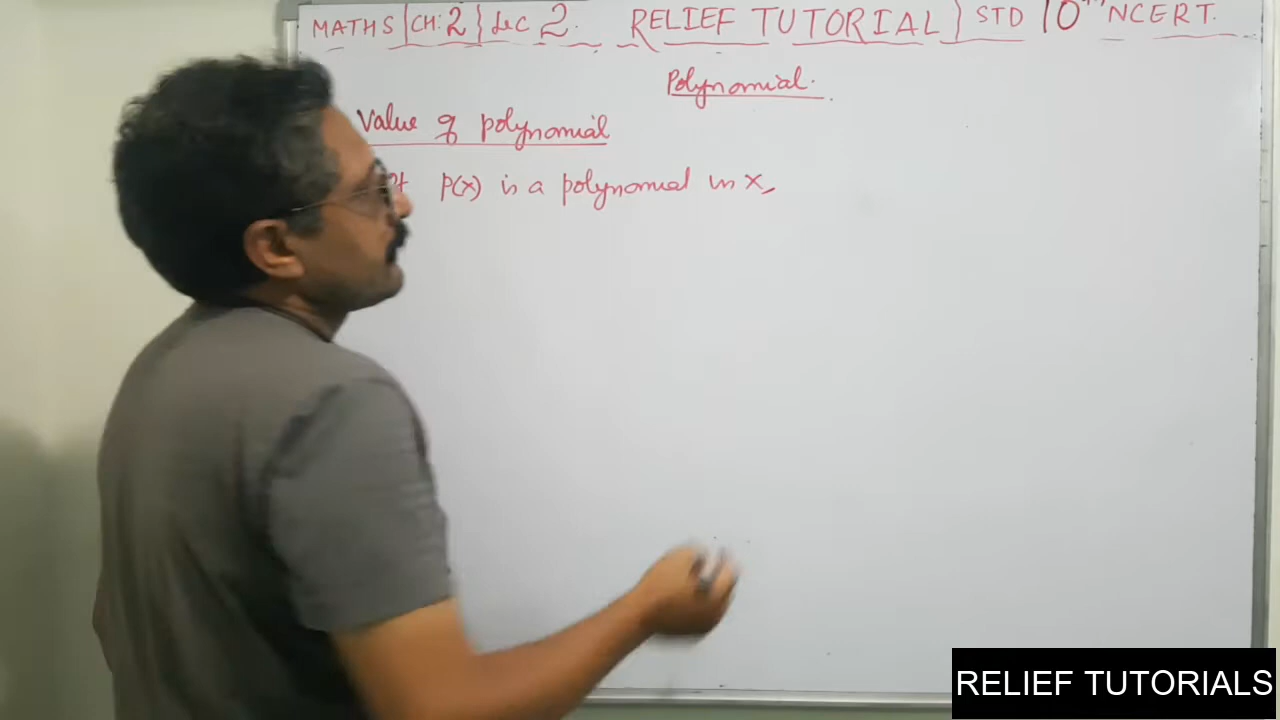 MATHS | CH: 2 } Lec 2. RELIEF TUTORIAL } STD 10th NCERT.
Polynomial.
Value of polynomial
If p(x) is a polynomial in x,
RELIEF TUTORIALS